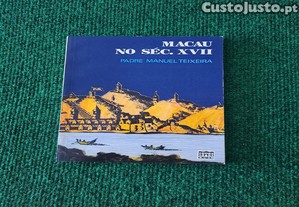 CustoJusto.pt
MACAU
NO SÉC. XVII
PADRE MANUEL TEIXEIRA